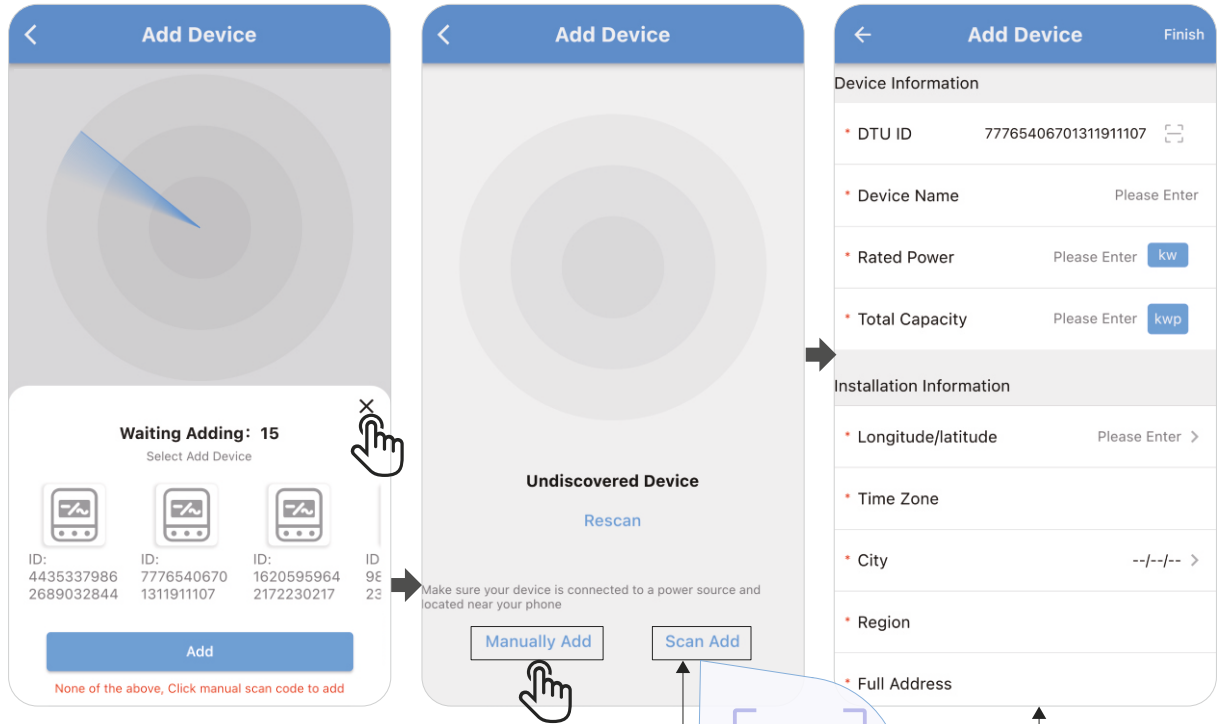 Add Device
Waiting Adding: 15
Select Add Device
ID:
4435337986
2689032844
ID:
7776540670
1311911107
ID:
1620595964
2172230217
ID
98
23
Add
None of the above, Click manual scan code to add
Add Device
Undiscovered Device
Rescan
Make sure your device is connected to a power source and
located near your phone
Manually Add
Scan Add
Add Device
Finish
Device Information
* DTU ID 77765406701311911107
* Device Name Please Enter
* Rated Power Please Enter kw
* Total Capacity Please Enter kwp
Installation Information
* Longitude/latitude Please Enter >
* Time Zone
* City --/--/-- >
* Region
* Full Address